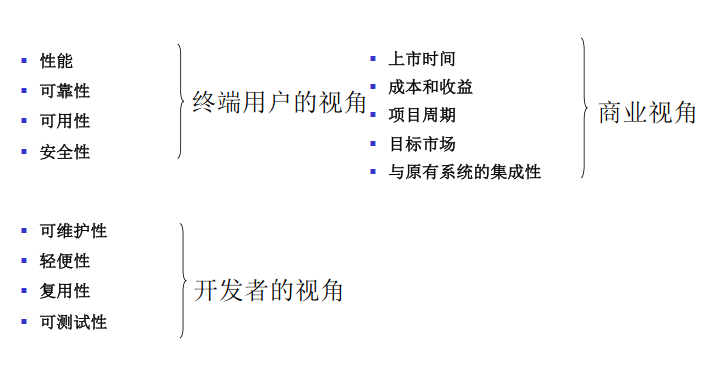 性能
可靠性
可用性
安全性
终端用户的视角
上市时间
成本和收益
项目周期
目标市场
与原有系统的集成性
商业视角
可维护性
轻便性
复用性
可测试性
开发者的视角